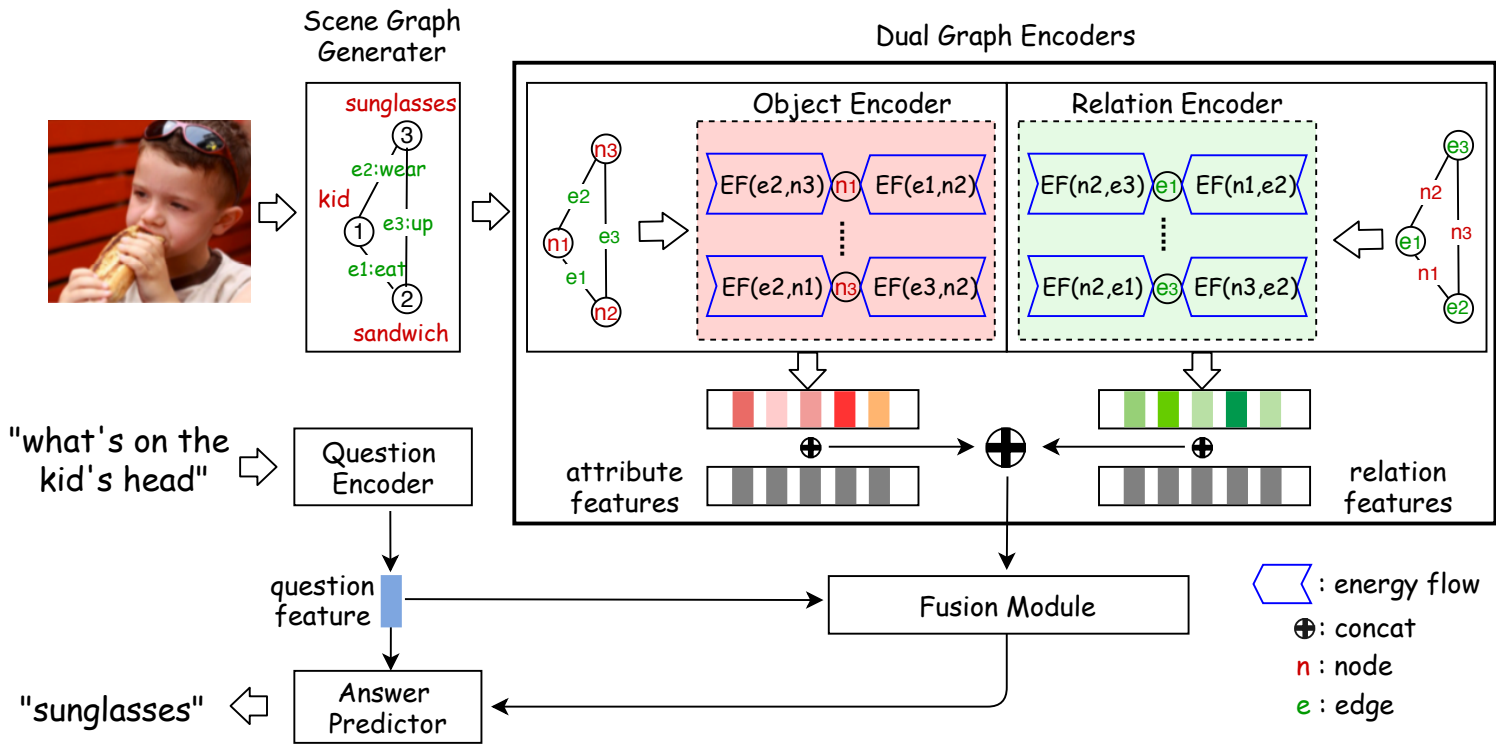 Scene Graph
Generater
Dual Graph Encoders
sunglasses
3
e2:wear
kid
1
e3:up
e1:eat
2
sandwich
Object Encoder
n3
e2
n1
e3
e1
n2
EF(e2,n3) n1 EF(e1,n2)
EF(e2,n1) n3 EF(e3,n2)
Relation Encoder
EF(n2,e3) e1 EF(n1,e2)
EF(n2,e1) e3 EF(n3,e2)
e3
n2
e1
n3
n1
e2
attribute
features
relation
features
"what's on the
kid's head"
Question
Encoder
question
feature
Fusion Module
Answer
Predictor
"sunglasses"
: energy flow
: concat
n : node
e : edge